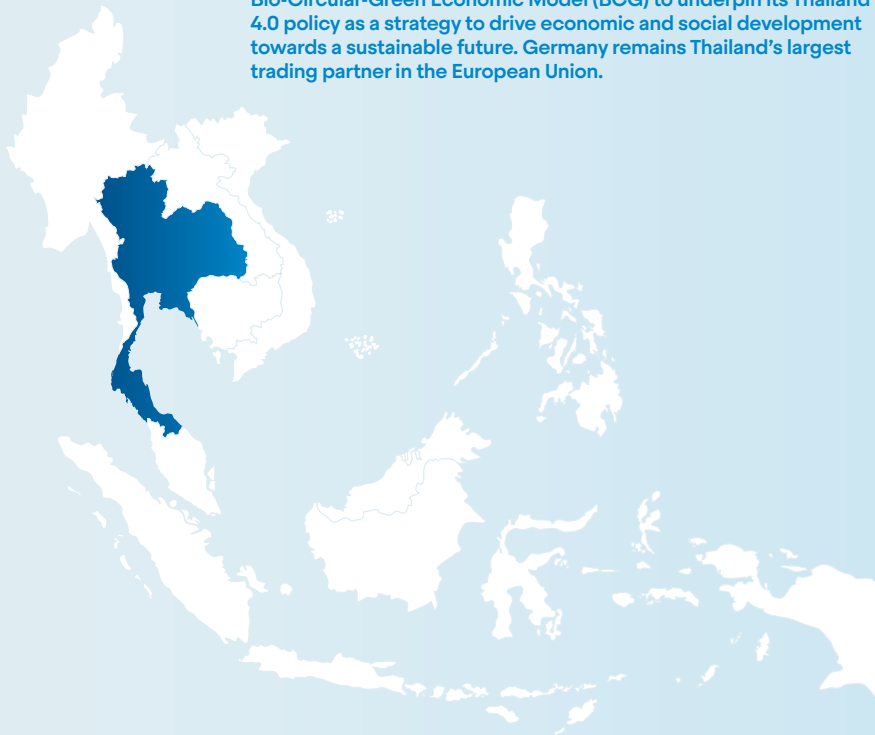 Bio-Circular-Green Economic Model (BCG) to underpin its Thailand
4.0 policy as a strategy to drive economic and social development
towards a sustainable future. Germany remains Thailand’s largest
trading partner in the European Union.